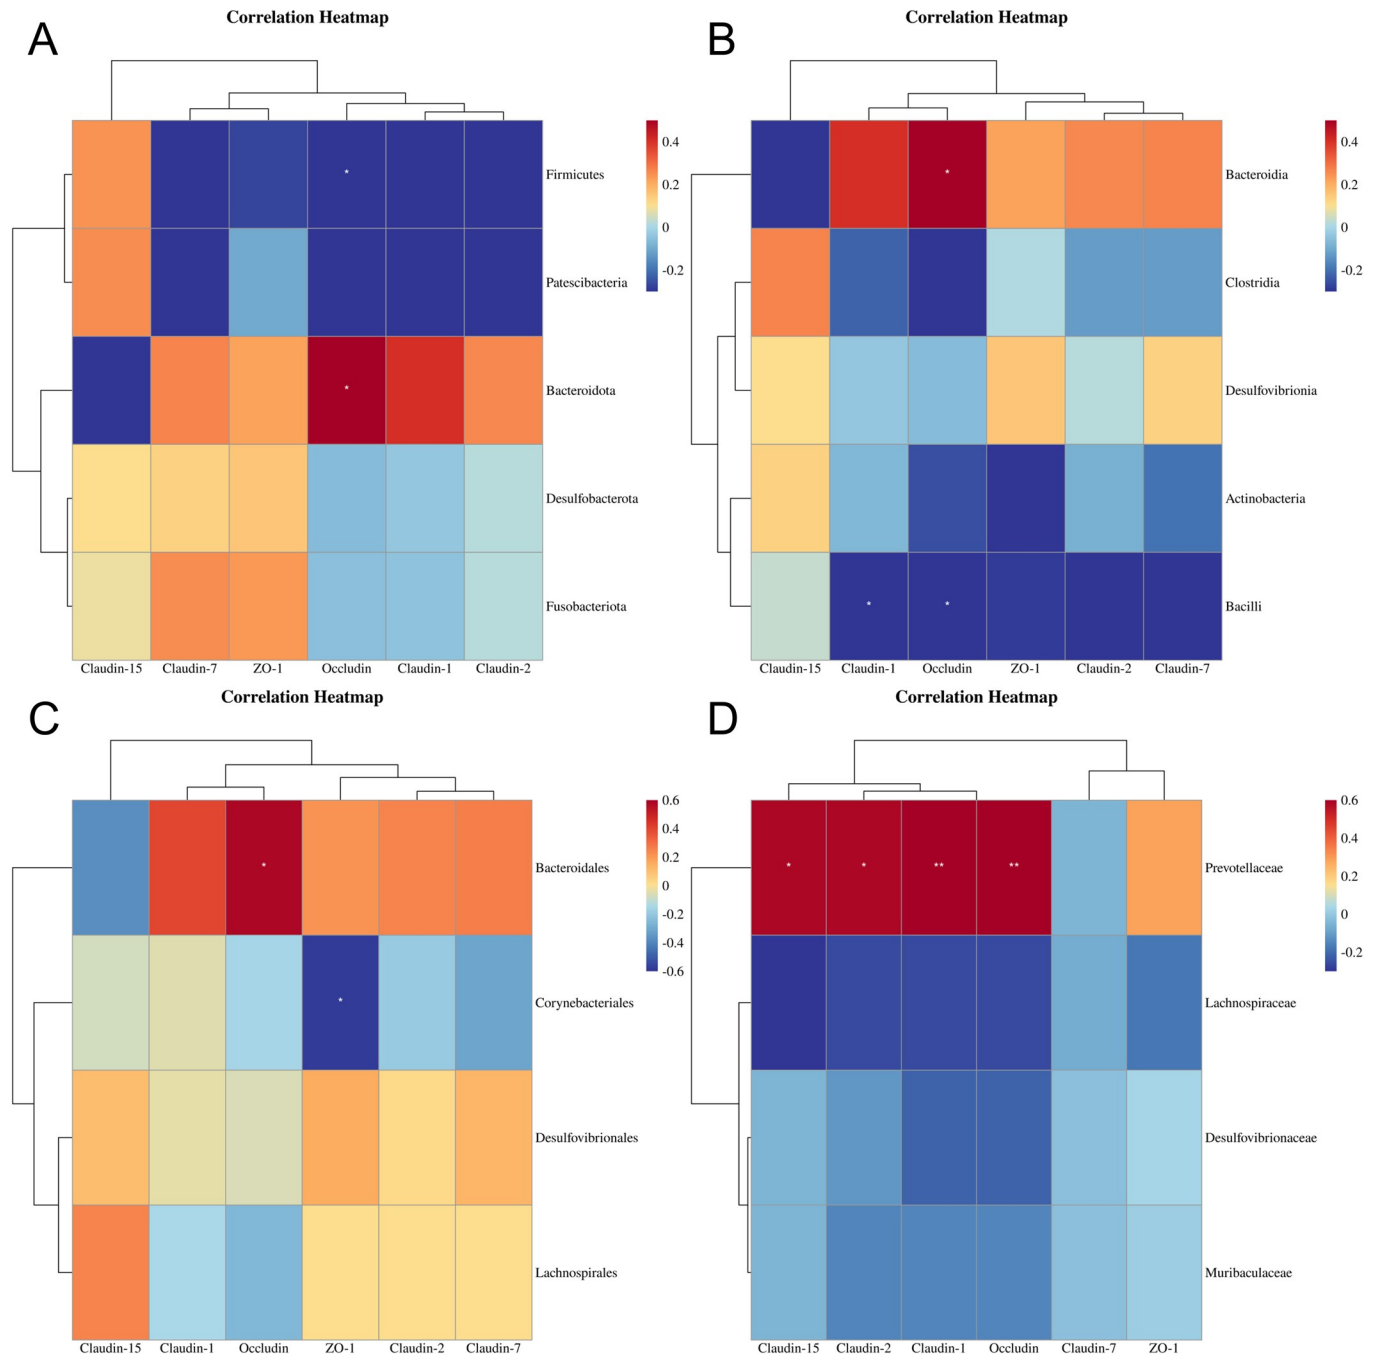 A
Correlation Heatmap
*
Firmicutes
Patescibacteria
*
Bacteroidota
Desulfobacterota
Fusobacteriota
Claudin-15 Claudin-7 ZO-1 Occludin Claudin-1 Claudin-2
0.4
0.2
0
-0.2
B
Correlation Heatmap
*
Bacteroidia
Clostridia
Desulfovibrionia
Actinobacteria
* *
Bacilli
Claudin-15 Claudin-1 Occludin ZO-1 Claudin-2 Claudin-7
0.4
0.2
0
-0.2
C
Correlation Heatmap
*
Bacteroidales
*
Corynebacteriales
Desulfovibrionales
Lachnospirales
Claudin-15 Claudin-1 Occludin ZO-1 Claudin-2 Claudin-7
0.6
0.4
0.2
0
-0.2
-0.4
-0.6
D
Correlation Heatmap
* * ** **
Prevotellaceae
Lachnospiraceae
Desulfovibrionaceae
Muribaculaceae
Claudin-15 Claudin-2 Claudin-1 Occludin Claudin-7 ZO-1
0.6
0.4
0.2
0
-0.2